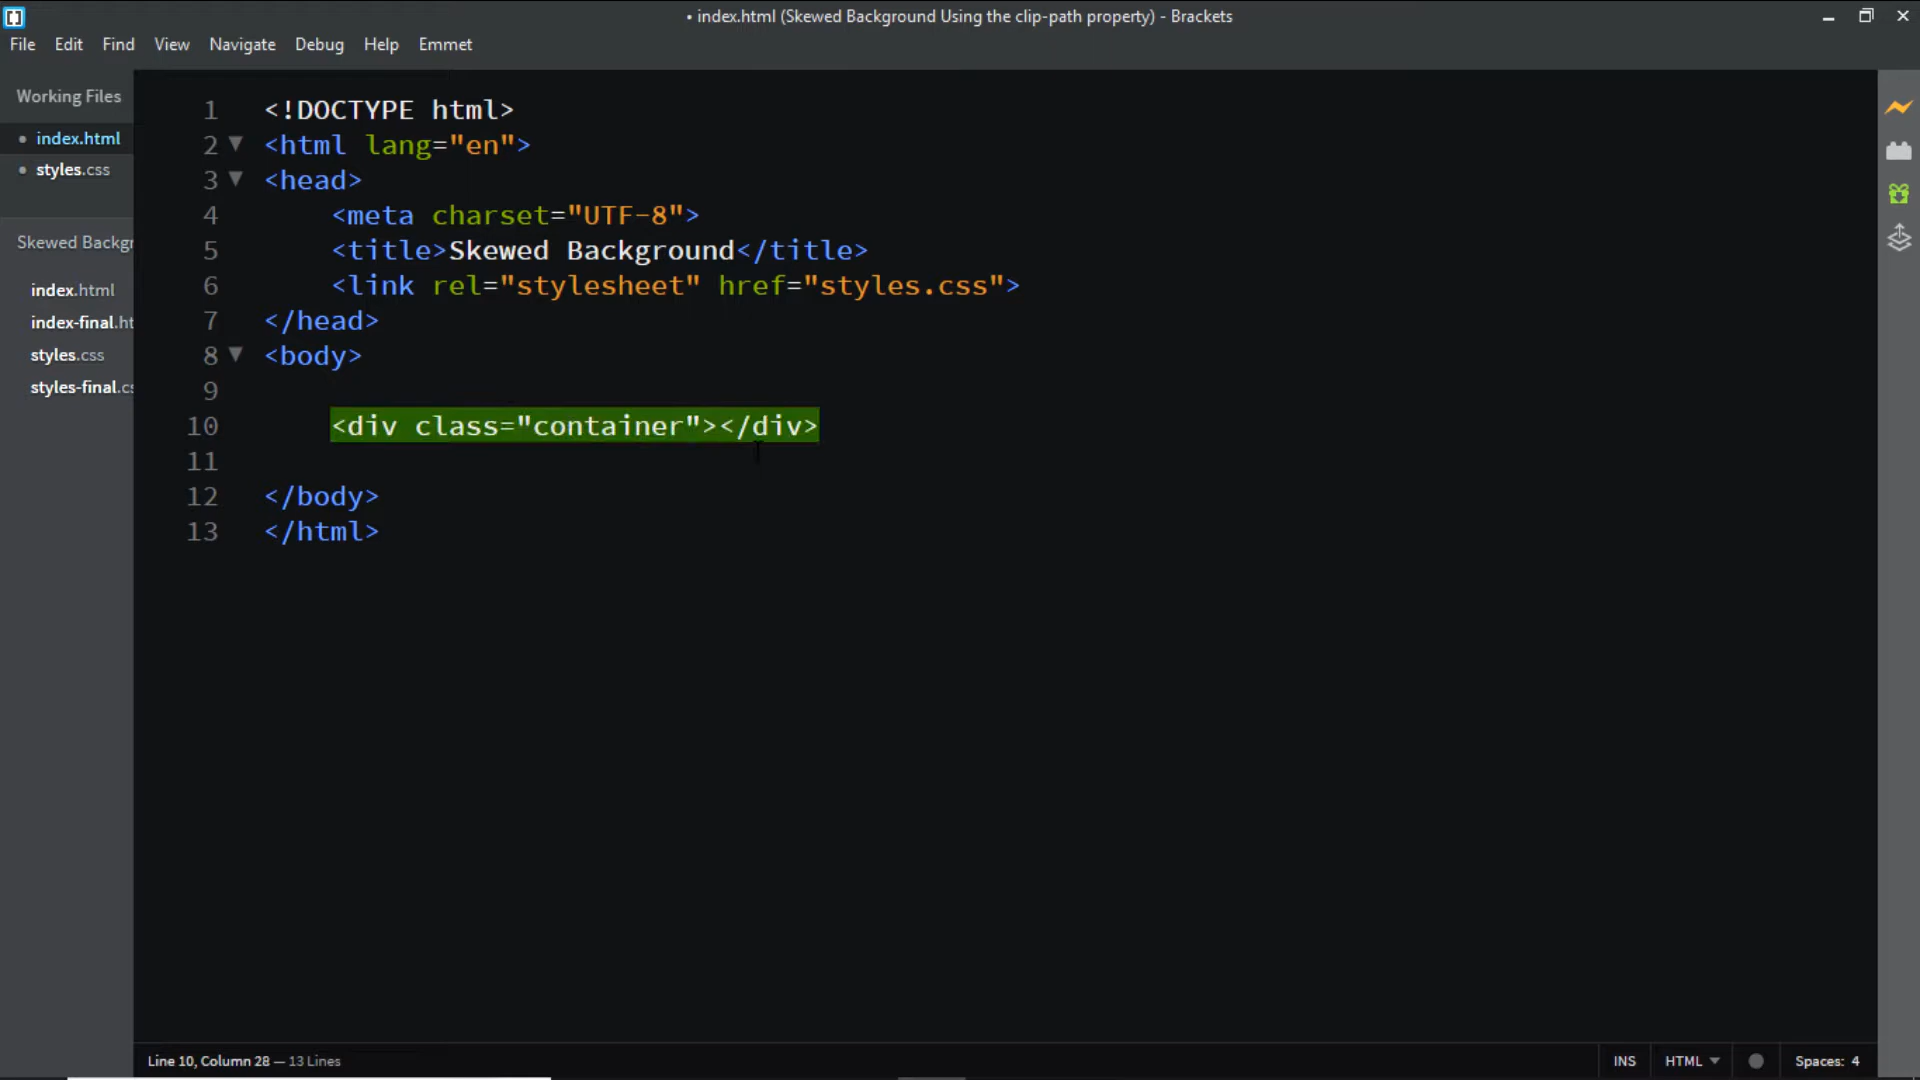 • index.html (Skewed Background Using the clip-path property) - Brackets
File Edit Find View Navigate Debug Help Emmet
Working Files
• index.html
• styles.css
Skewed Backgr
index.html
index-final.ht
styles.css
styles-final.cs
1 <!DOCTYPE html>
2 <html lang="en">
3 <head>
4 <meta charset="UTF-8">
5 <title>Skewed Background</title>
6 <link rel="stylesheet" href="styles.css">
7 </head>
8 <body>
9
10 <div class="container"></div>
11
12 </body>
13 </html>
Line 10, Column 28 — 13 Lines
INS HTML Spaces: 4